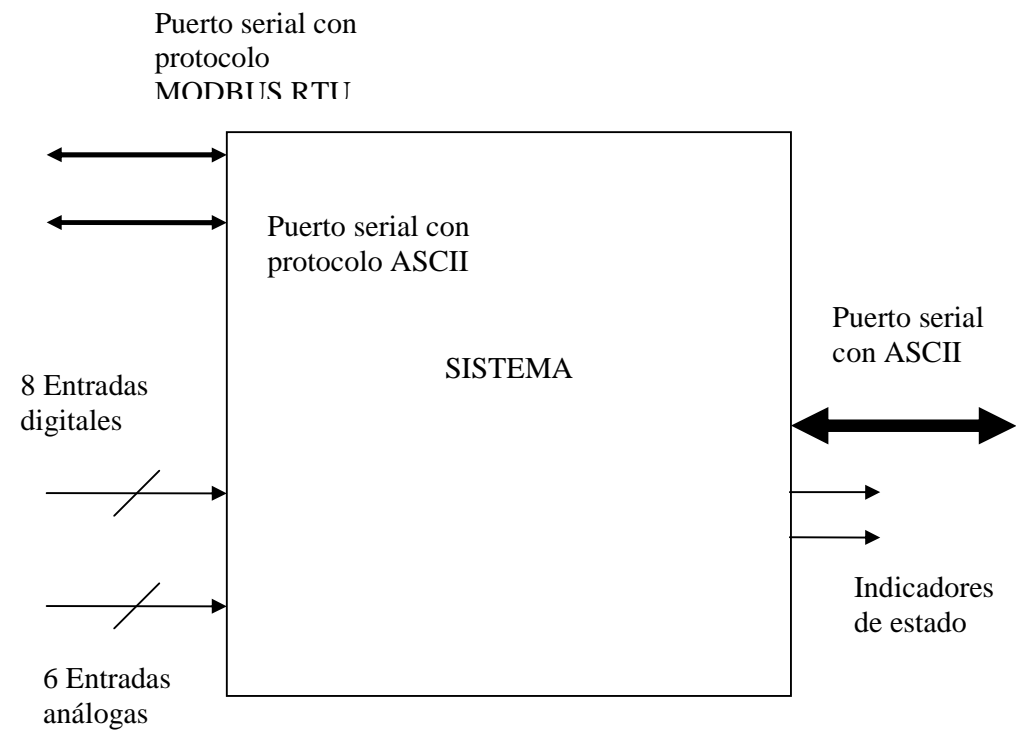 Puerto serial con
protocolo
MODBUS RTU
Puerto serial con
protocolo ASCII
Puerto serial
con ASCII
SISTEMA
8 Entradas
digitales
Indicadores
de estado
6 Entradas
análogas